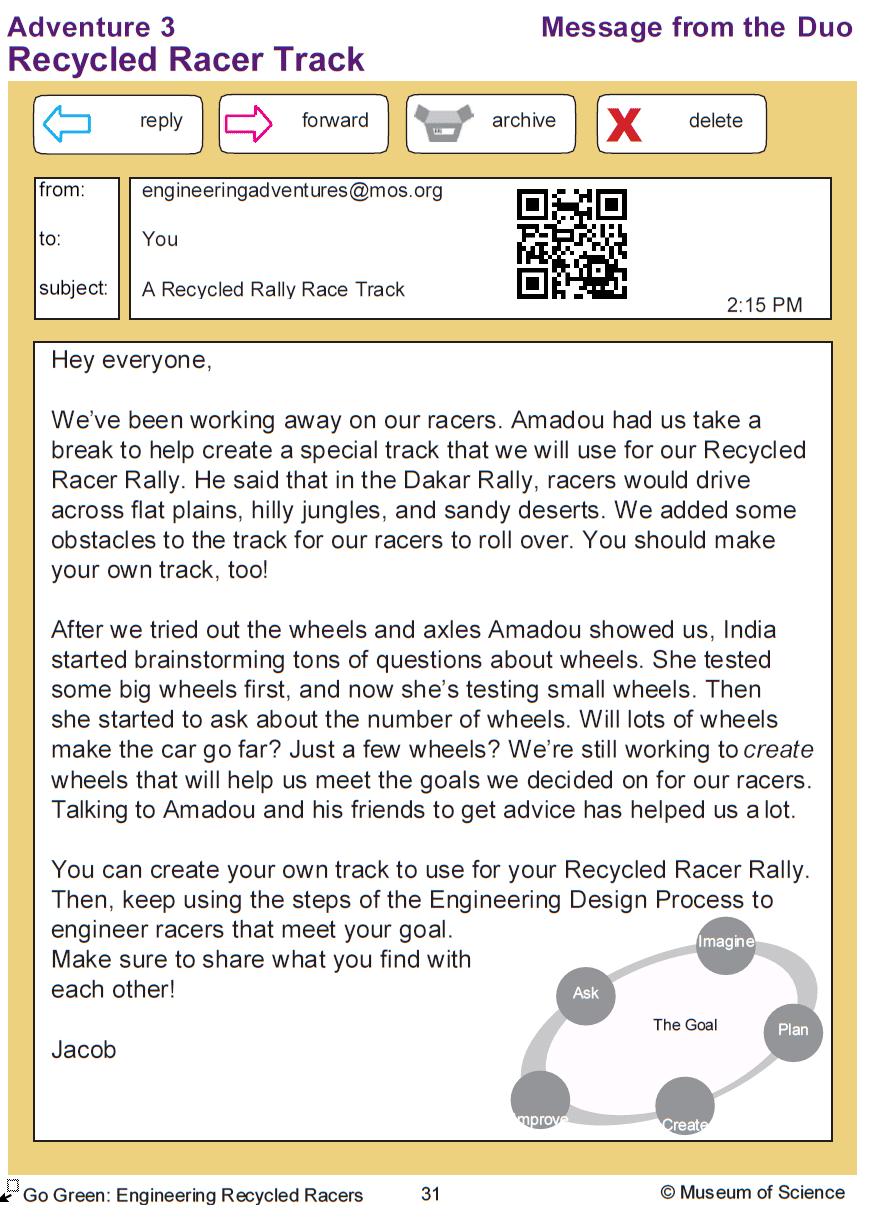 Adventure 3
Message from the Duo
Recycled Racer Track
reply
forward
archive
delete
from:
engineeringadventures@mos.org
to:
You
subject:
A Recycled Rally Race Track
2:15 PM
Hey everyone,
We’ve been working away on our racers. Amadou had us take a
break to help create a special track that we will use for our Recycled
Racer Rally. He said that in the Dakar Rally, racers would drive
across flat plains, hilly jungles, and sandy deserts. We added some
obstacles to the track for our racers to roll over. You should make
your own track, too!
After we tried out the wheels and axles Amadou showed us, India
started brainstorming tons of questions about wheels. She tested
some big wheels first, and now she’s testing small wheels. Then
she started to ask about the number of wheels. Will lots of wheels
make the car go far? Just a few wheels? We’re still working to create
wheels that will help us meet the goals we decided on for our racers.
Talking to Amadou and his friends to get advice has helped us a lot.
You can create your own track to use for your Recycled Racer Rally.
Then, keep using the steps of the Engineering Design Process to
engineer racers that meet your goal.
Make sure to share what you find with
each other!
Jacob
Imagine
Ask
The Goal
Plan
Improve
Create
Go Green: Engineering Recycled Racers
31
© Museum of Science